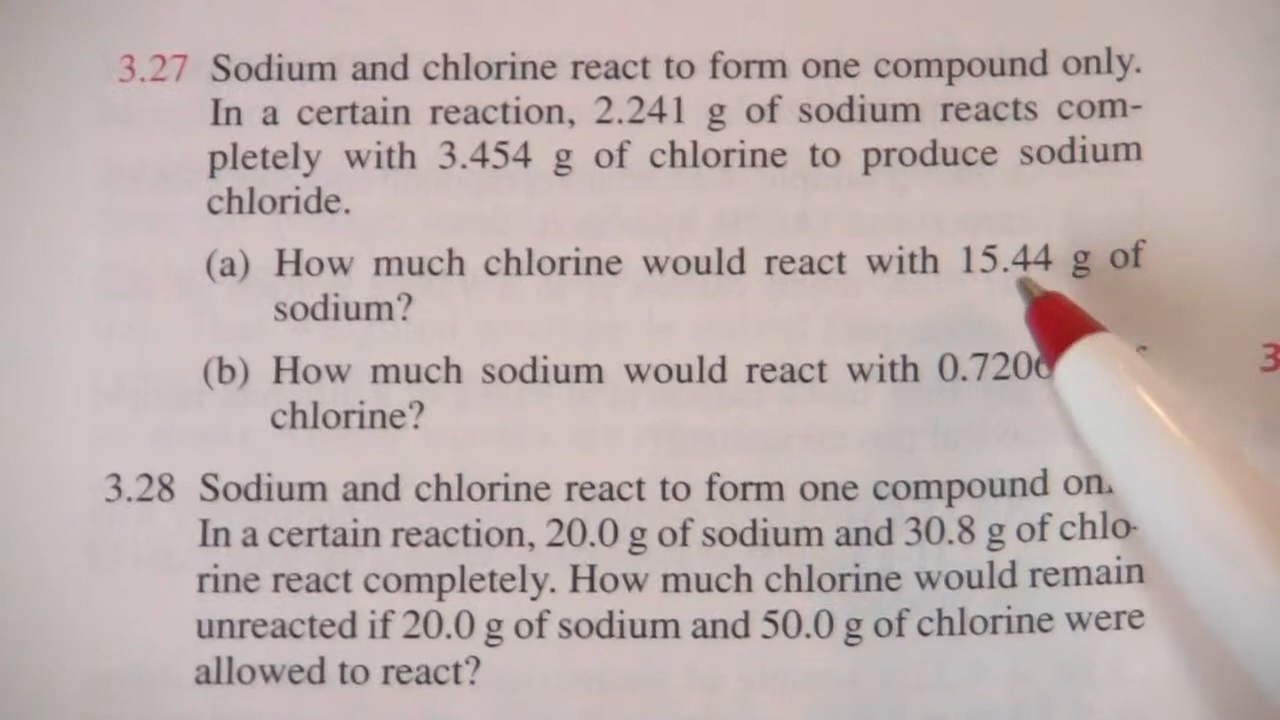 3.27 Sodium and chlorine react to form one compound only.
In a certain reaction, 2.241 g of sodium reacts com-
pletely with 3.454 g of chlorine to produce sodium
chloride.
(a) How much chlorine would react with 15.44 g of
sodium?
(b) How much sodium would react with
chlorine?
3.28 Sodium and chlorine react to form one compound
In a certain reaction, 20.0 g of sodium and 30.8 g of chlo-
rine react completely. How much chlorine would remain
unreacted if 20.0 g of sodium and 50.0 g of chlorine were
allowed to react?
3